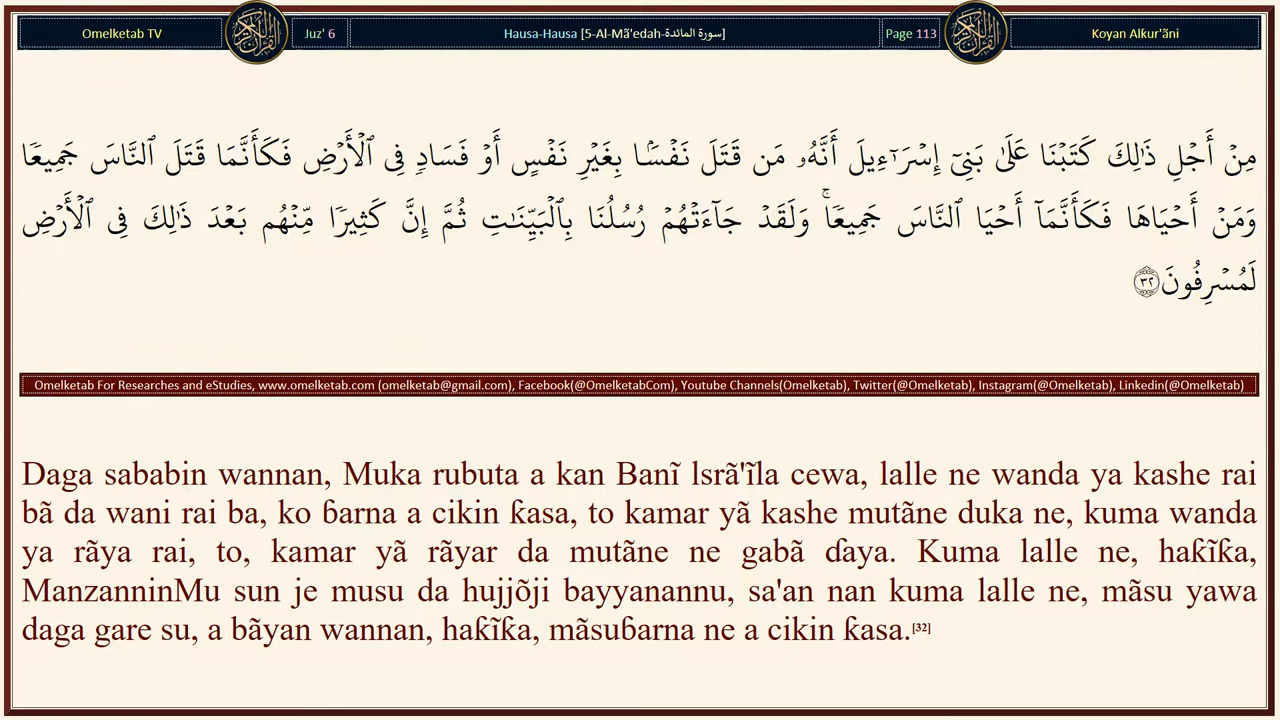 Omelketab TV
Juz' 6
Hausa-Hausa [5-Al-Mã'edah-سورة المائدة]
Page 113
Koyan Alƙur'ãni
مِنۡ أَجۡلِ ذَٰلِكَ كَتَبۡنَا عَلَىٰ بَنِيٓ إِسۡرَٰٓءِيلَ أَنَّهُۥ مَن قَتَلَ نَفۡسَۢا بِغَيۡرِ نَفۡسٍ أَوۡ فَسَادٖ فِي ٱلۡأَرۡضِ فَكَأَنَّمَا قَتَلَ ٱلنَّاسَ جَمِيعٗا
وَمَنۡ أَحۡيَاهَا فَكَأَنَّمَآ أَحۡيَا ٱلنَّاسَ جَمِيعٗاۚ وَلَقَدۡ جَآءَتۡهُمۡ رُسُلُنَا بِٱلۡبَيِّنَٰتِ ثُمَّ إِنَّ كَثِيرٗا مِّنۡهُم بَعۡدَ ذَٰلِكَ فِي ٱلۡأَرۡضِ
لَمُسۡرِفُونَ ٣٢
Omelketab For Researches and eStudies, www.omelketab.com (omelketab@gmail.com), Facebook(@OmelketabCom), Youtube Channels(Omelketab), Twitter(@Omelketab), Instagram(@Omelketab), Linkedin(@Omelketab)
Daga sababin wannan, Muka rubuta a kan Banĩ lsrã'ĩla cewa, lalle ne wanda ya kashe rai
bã da wani rai ba, ko ɓarna a cikin ƙasa, to kamar yã kashe mutãne duka ne, kuma wanda
ya rãya rai, to, kamar yã rãyar da mutãne ne gabã ɗaya. Kuma lalle ne, haƙĩƙa,
ManzanninMu sun je musu da hujjõji bayyanannu, sa'an nan kuma lalle ne, mãsu yawa
daga gare su, a bãyan wannan, haƙĩƙa, mãsuɓarna ne a cikin ƙasa.[32]